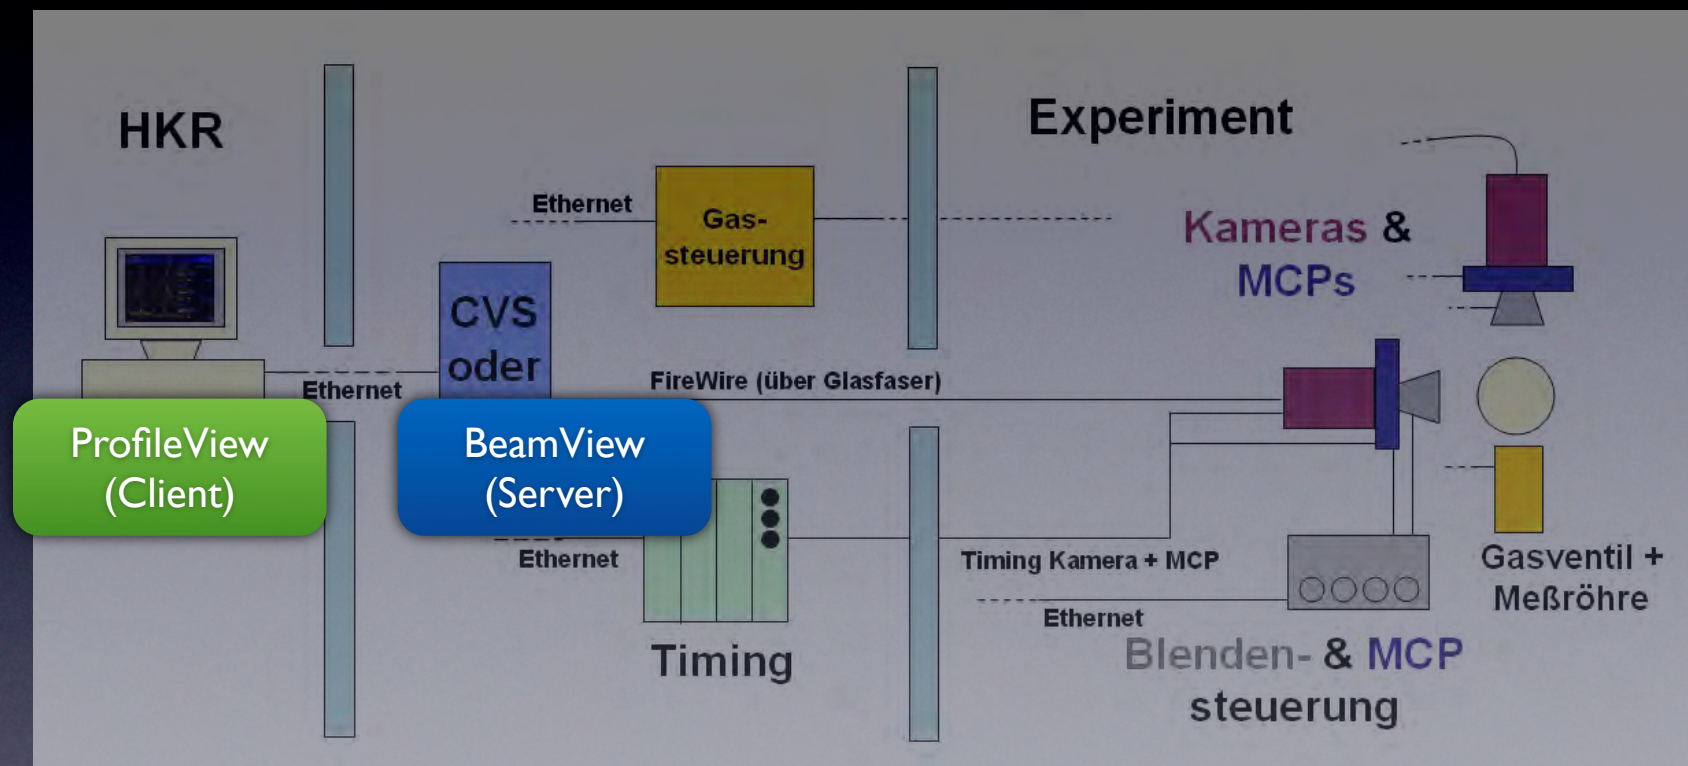 HKR
Experiment
Ethernet
Gas-
steuerung
Kameras &
MCPs
CVS
oder
Ethernet
FireWire (über Glasfaser)
ProfileView
(Client)
BeamView
(Server)
Ethernet
Timing Kamera + MCP
Gasventil +
Meßröhre
Ethernet
Timing
Blenden- & MCP
steuerung